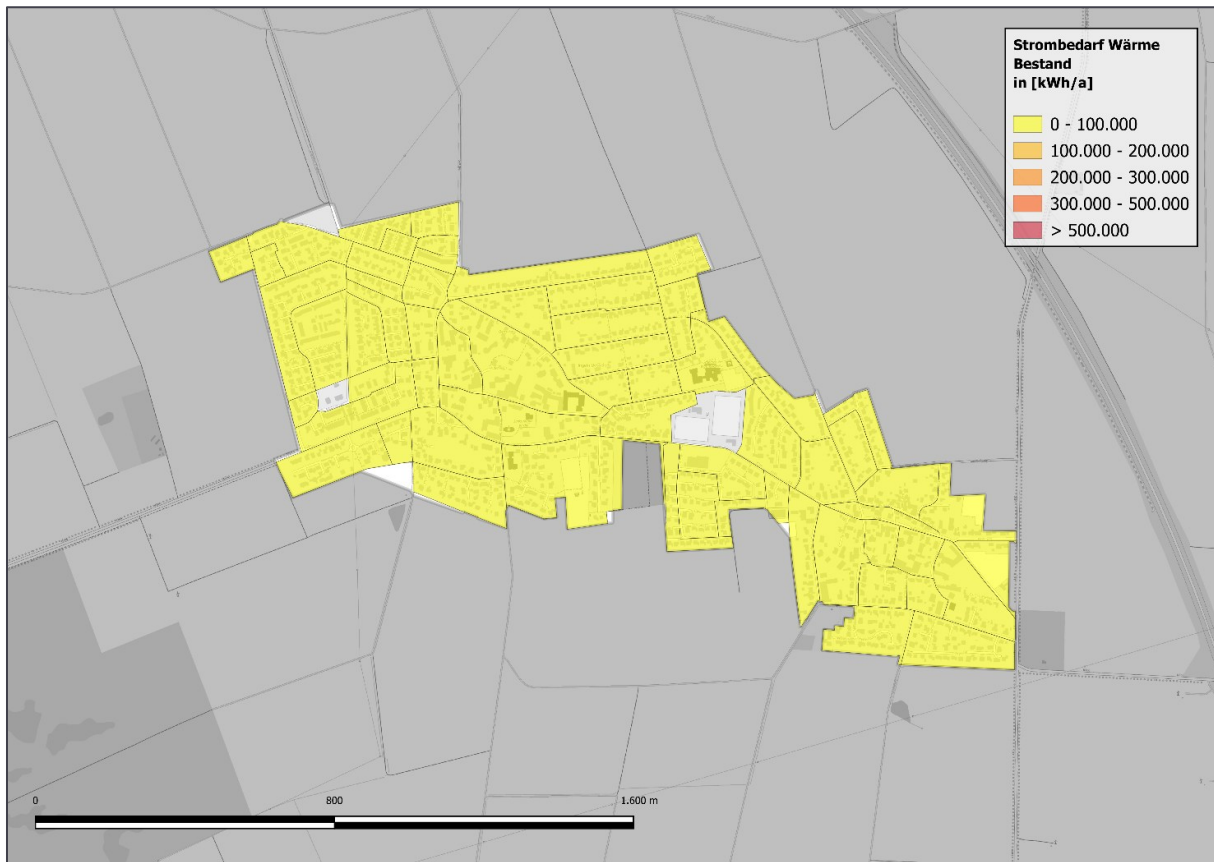 Strombedarf Wärme
Bestand
in [kWh/a]
0 - 100.000
100.000 - 200.000
200.000 - 300.000
300.000 - 500.000
> 500.000
0 800 1.600 m